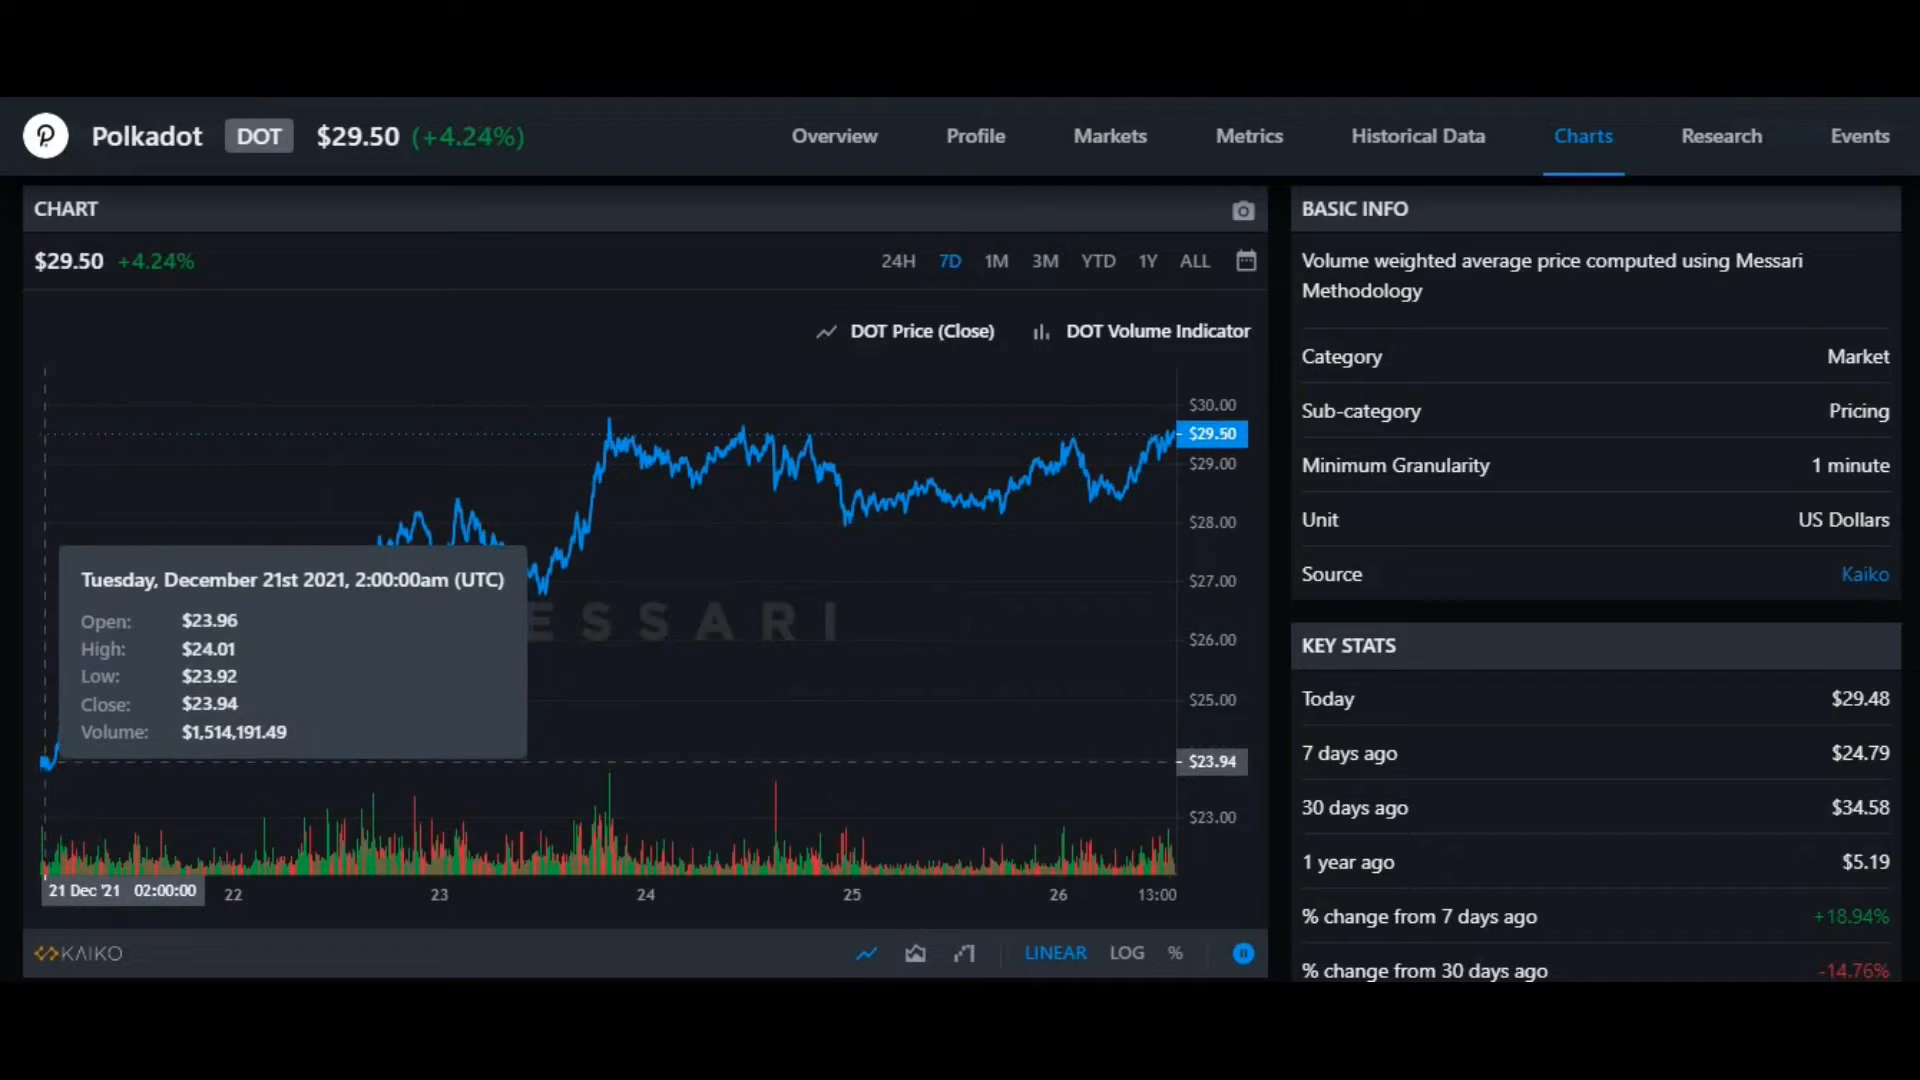 Polkadot DOT $29.50 (+4.24%) Overview Profile Markets Metrics Historical Data Charts Research Events
CHART
$29.50 +4.24% 24H 7D 1M 3M YTD 1Y ALL
DOT Price (Close) DOT Volume Indicator
$30.00
$29.50
$29.00
$28.00
$27.00
$26.00
$25.00
$23.94
$23.00
Tuesday, December 21st 2021, 2:00:00am (UTC)
Open: $23.96
High: $24.01
Low: $23.92
Close: $23.94
Volume: $1,514,191.49
ESSARI
21 Dec '21 02:00:00 22 23 24 25 26 13:00
KAIKO LINEAR LOG %
BASIC INFO
Volume weighted average price computed using Messari
Methodology
Category Market
Sub-category Pricing
Minimum Granularity 1 minute
Unit US Dollars
Source Kaiko
KEY STATS
Today $29.48
7 days ago $24.79
30 days ago $34.58
1 year ago $5.19
% change from 7 days ago +18.94%
% change from 30 days ago -14.76%